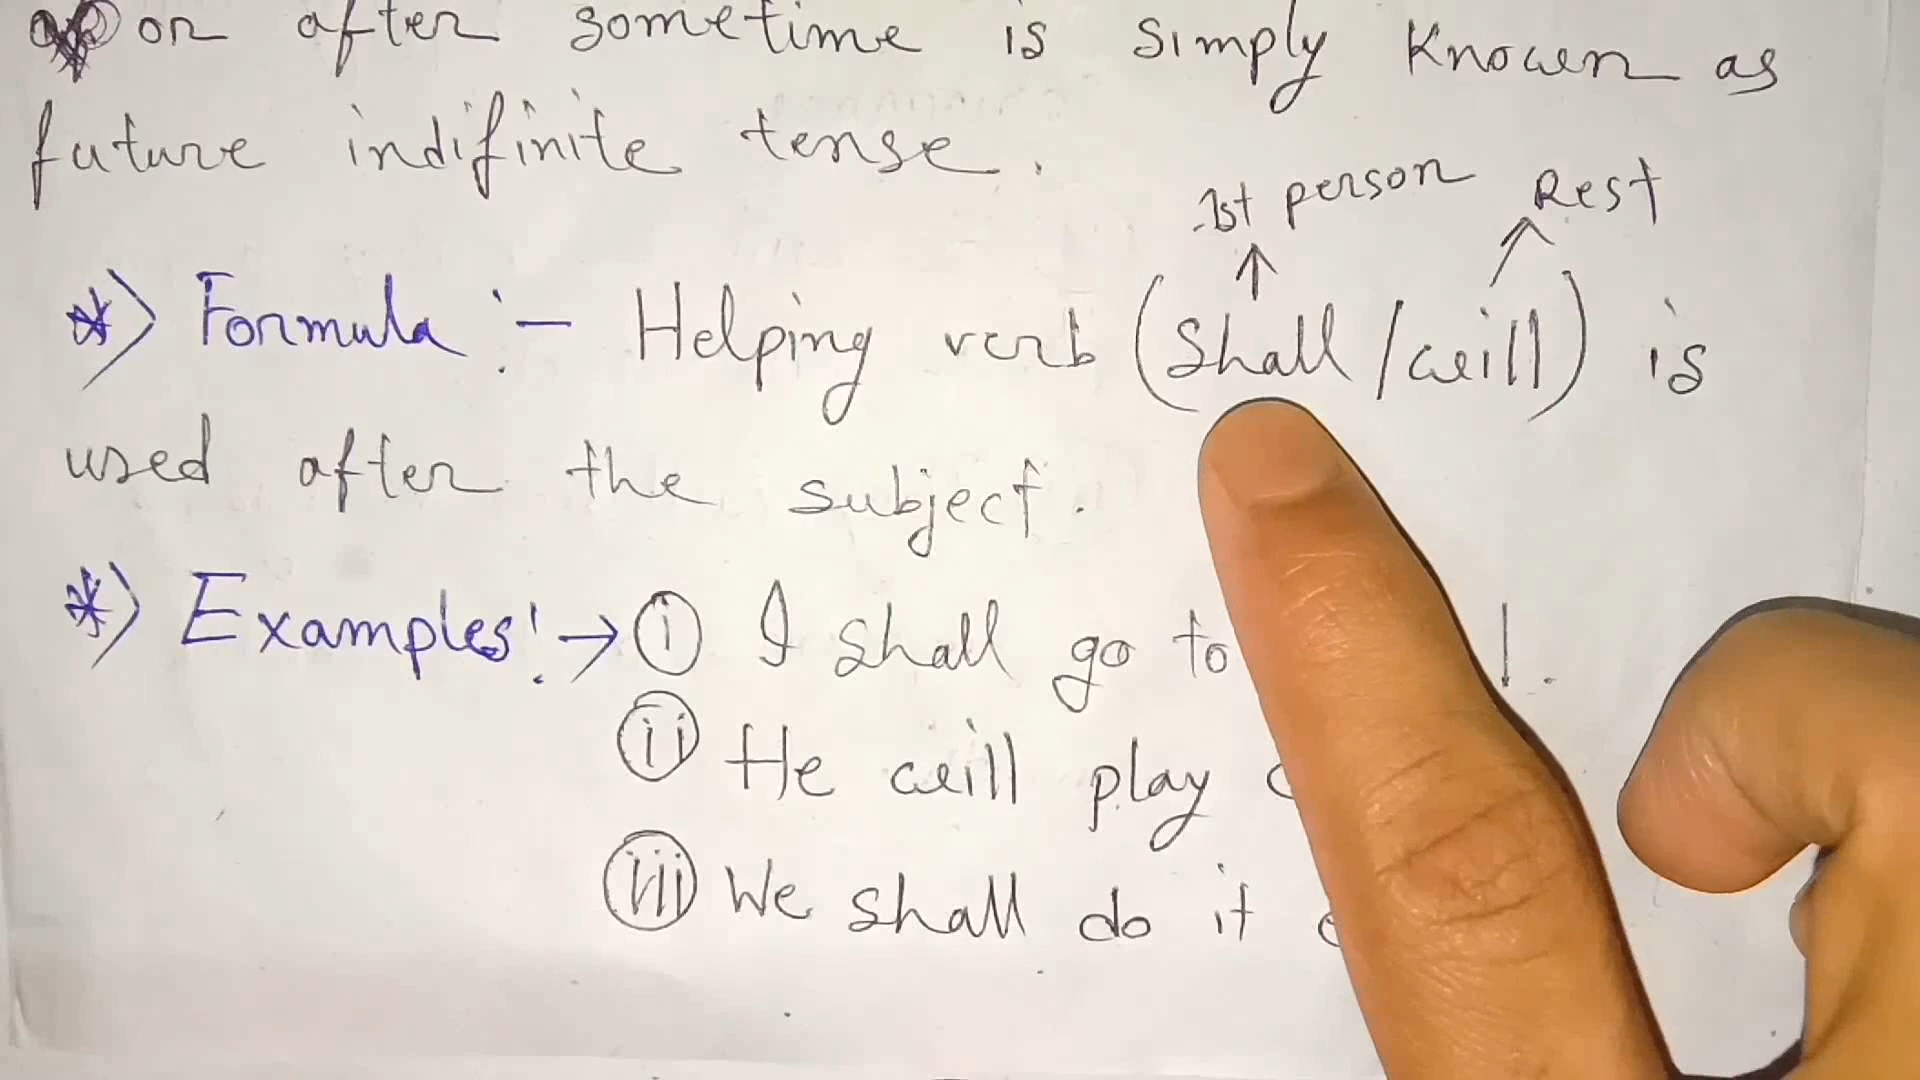 or after sometime is simply known as
future indifinite tense.
1st person Rest
*) Formula :- Helping verb (Shall/will) is
used after the subject.
*) Examples :→ (i) I shall go to
(ii) He will play
(iii) We shall do it